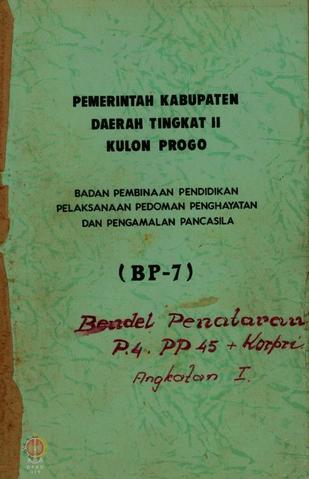 PEMERINTAH KABUPATEN
DAERAH TINGKAT II
KULON PROGO
BADAN PEMBINAAN PENDIDIKAN
PELAKSANAAN PEDOMAN PENGHAYATAN
DAN PENGAMALAN PANCASILA
(BP-7)
Bendel Penataran
P.4. PP 45 + Korpri
Angkatan I.